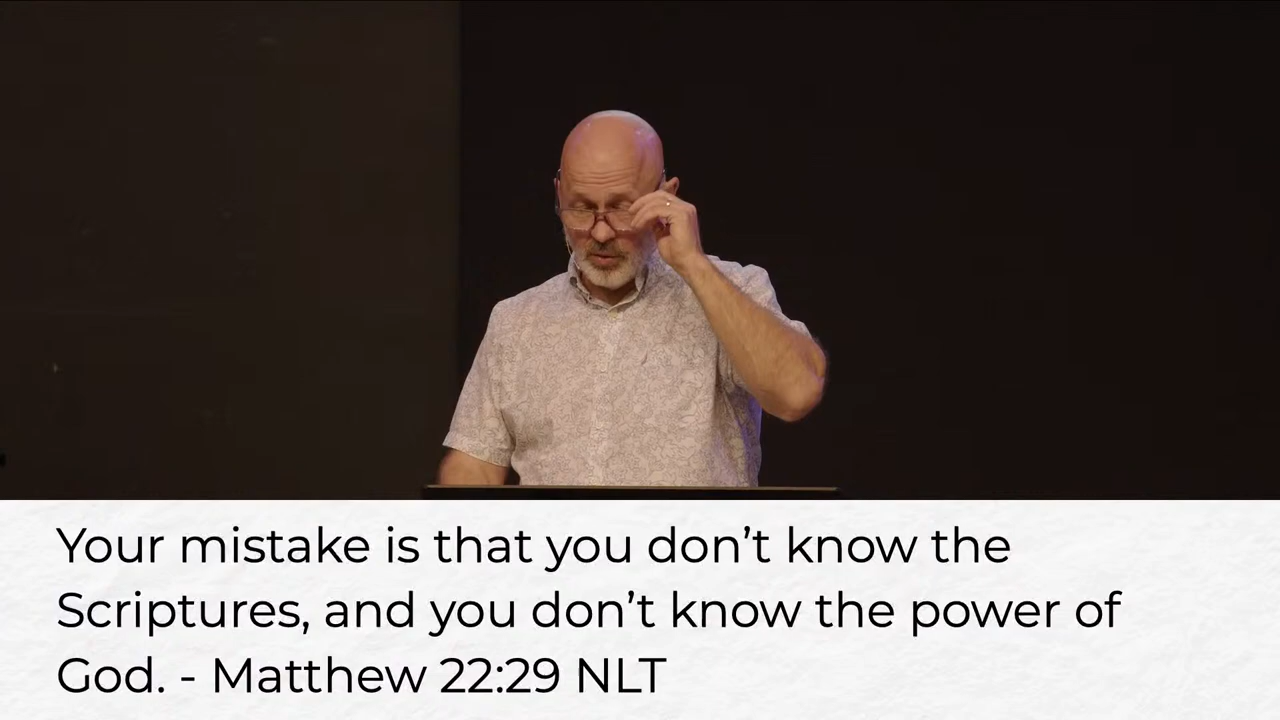 Your mistake is that you don’t know the
Scriptures, and you don’t know the power of
God. - Matthew 22:29 NLT